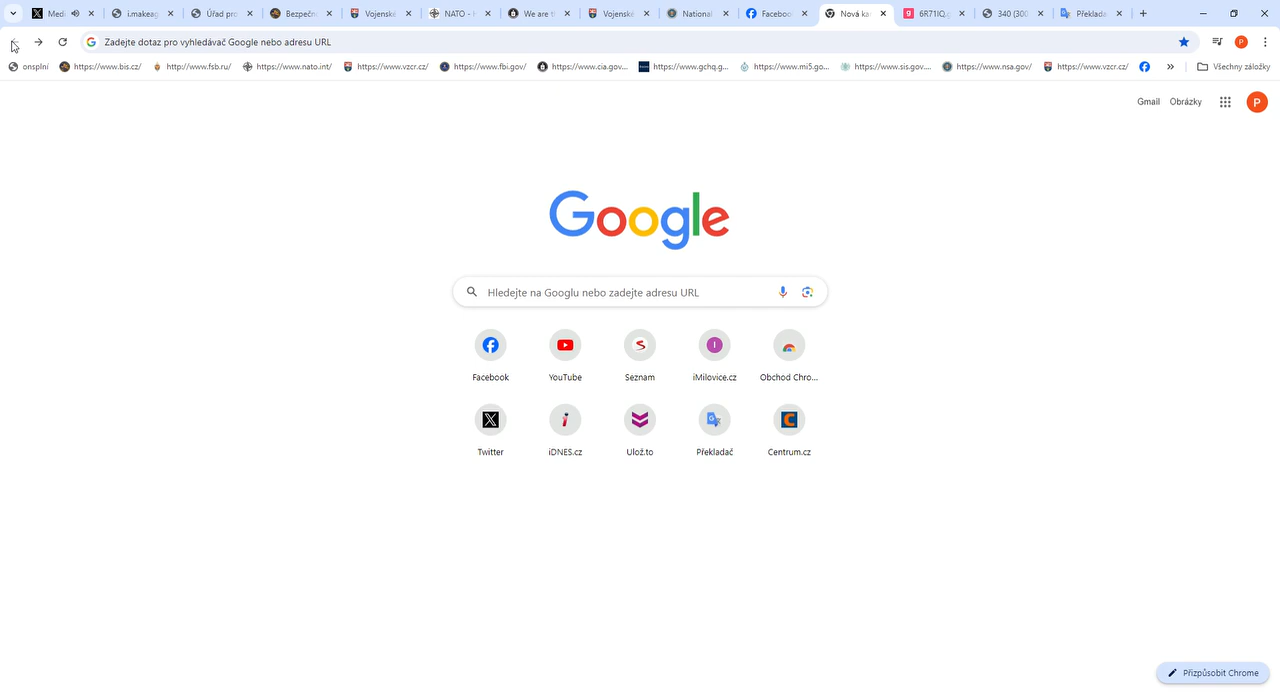 Medi
i.makeag
Úřad pro
Bezpečni
Vojenské
NATO -
We are t
Vojenské
National
Facebook
Nová ka
6R71IQ.
340 (300
Překlada
Zadejte dotaz pro vyhledávač Google nebo adresu URL
onsplní
https://www.bis.cz/
http://www.fsb.ru/
https://www.nato.int/
https://www.vzcr.cz/
https://www.fbi.gov/
https://www.cia.gov...
https://www.gchq.g...
https://www.mi5.go...
https://www.sis.gov....
https://www.nsa.gov/
https://www.vzcr.cz/
Všechny záložky
Gmail Obrázky P
Google
Hledejte na Googlu nebo zadejte adresu URL
Facebook YouTube Seznam iMilovice.cz Obchod Chro...
Twitter iDNES.cz Ulož.to Překladač Centrum.cz
Přizpůsobit Chrome